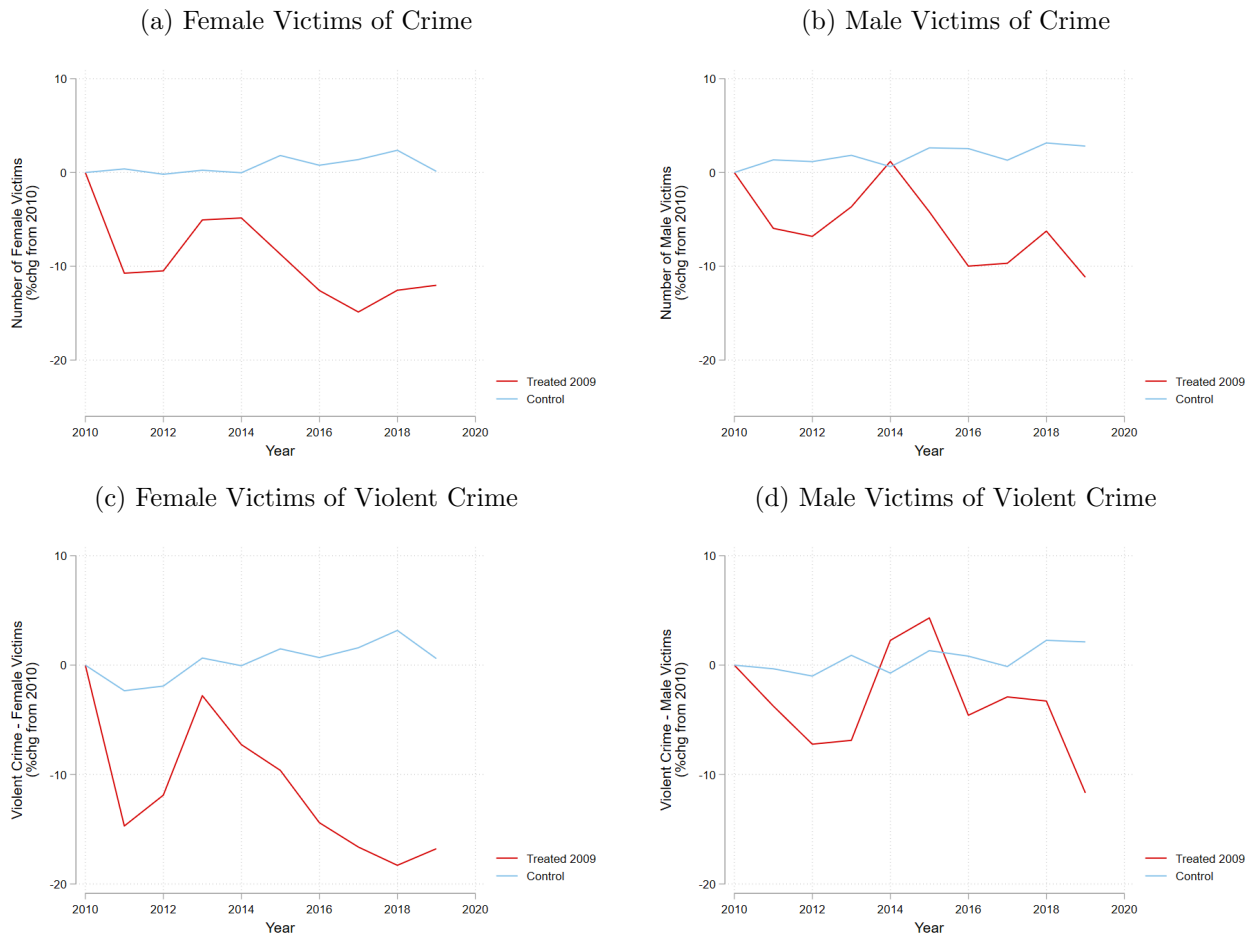 (a) Female Victims of Crime
10
0
-10
-20
Number of Female Victims
(%chg from 2010)
Treated 2009
Control
2010 2012 2014 2016 2018 2020
Year
(b) Male Victims of Crime
10
0
-10
-20
Number of Male Victims
(%chg from 2010)
Treated 2009
Control
2010 2012 2014 2016 2018 2020
Year
(c) Female Victims of Violent Crime
10
0
-10
-20
Violent Crime - Female Victims
(%chg from 2010)
Treated 2009
Control
2010 2012 2014 2016 2018 2020
Year
(d) Male Victims of Violent Crime
10
0
-10
-20
Violent Crime - Male Victims
(%chg from 2010)
Treated 2009
Control
2010 2012 2014 2016 2018 2020
Year